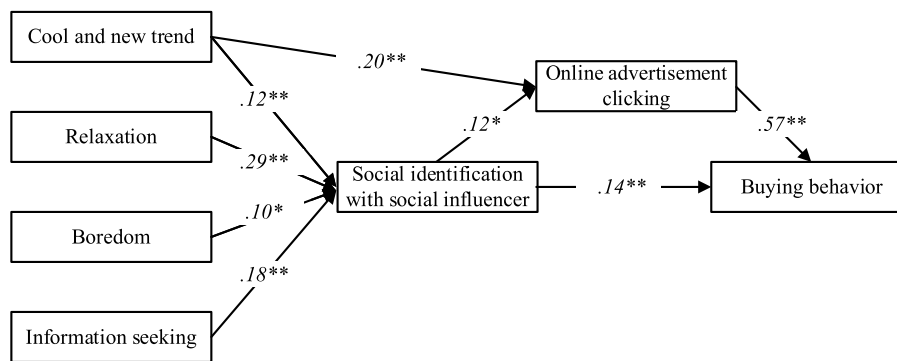 Cool and new trend
.20**
Online advertisement
clicking
.12**
Relaxation
.12*
.57**
.29**
Social identification
with social influencer
.14**
Buying behavior
.10*
Boredom
.18**
Information seeking